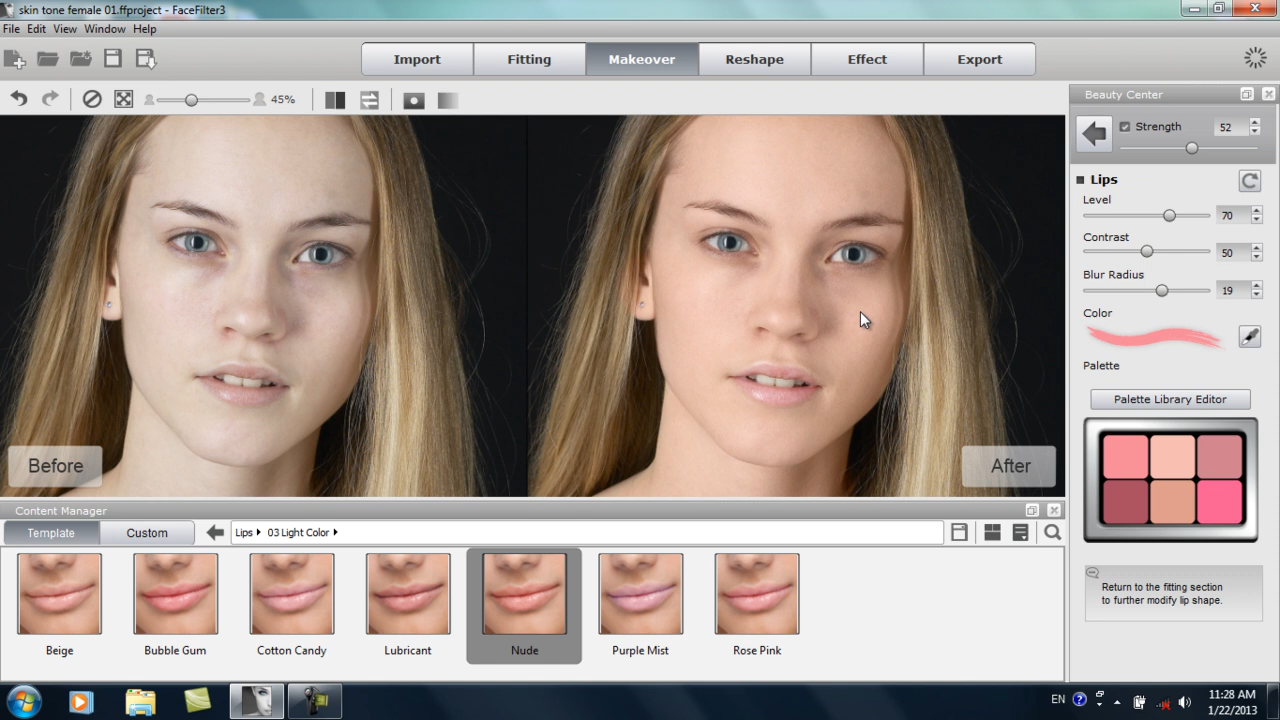 skin tone female 01.ffproject - FaceFilter3
File Edit View Window Help
Import Fitting Makeover Reshape Effect Export
45%
Beauty Center
Strength 52
Lips
Level
70
Contrast
50
Blur Radius
19
Color
Palette
Palette Library Editor
Return to the fitting section
to further modify lip shape.
Before
After
Content Manager
Template Custom Lips 03 Light Color
Beige Bubble Gum Cotton Candy Lubricant Nude Purple Mist Rose Pink
EN 11:28 AM
1/22/2013